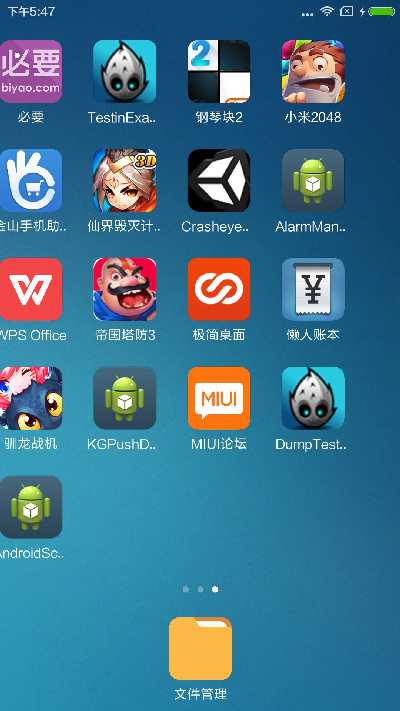 下午5:47
必要
biyao.com
必要
TestinExa..
2
钢琴块2
小米2048
金山手机助..
3D
仙界毁灭计..
Crasheye..
AlarmMan..
WPS Office
帝国塔防3
极简桌面
¥
懒人账本
驯龙战机
KGPushD..
MIUI
MIUI论坛
DumpTest..
AndroidSc..
文件管理